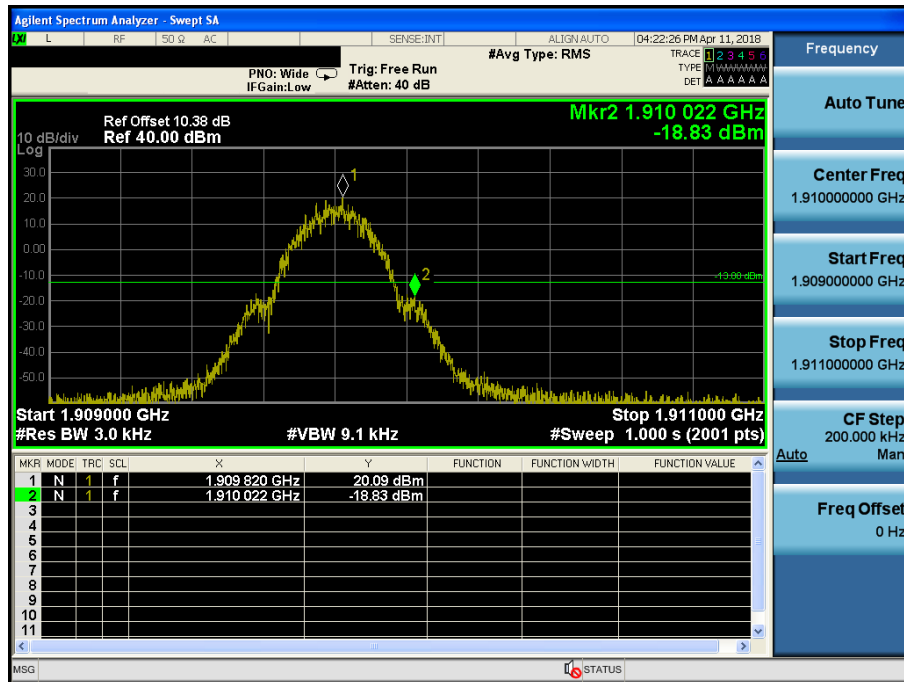 Agilent Spectrum Analyzer - Swept SA
LXI L RF 50 Ω AC SENSE:INT ALIGN AUTO 04:22:26 PM Apr 11, 2018
#Avg Type: RMS
TRACE 1 2 3 4 5 6
TYPE M W W W W W
DET A A A A A A
PNO: Wide
IFGain:Low
Trig: Free Run
#Atten: 40 dB
Mkr2 1.910 022 GHz
-18.83 dBm
Ref Offset 10.38 dB
10 dB/div Ref 40.00 dBm
Log
1
30.0
20.0
10.0
0.00
2
-10.0
-13.00 dBm
-20.0
-30.0
-40.0
-50.0
Start 1.909000 GHz Stop 1.911000 GHz
#Res BW 3.0 kHz #VBW 9.1 kHz #Sweep 1.000 s (2001 pts)
MKR MODE TRC SCL X Y FUNCTION FUNCTION WIDTH FUNCTION VALUE
1 N 1 f 1.909 820 GHz 20.09 dBm
2 N 1 f 1.910 022 GHz -18.83 dBm
3
4
5
6
7
8
9
10
11
MSG STATUS
Frequency
Auto Tune
Center Freq
1.910000000 GHz
Start Freq
1.909000000 GHz
Stop Freq
1.911000000 GHz
CF Step
200.000 kHz
Auto Man
Freq Offset
0 Hz